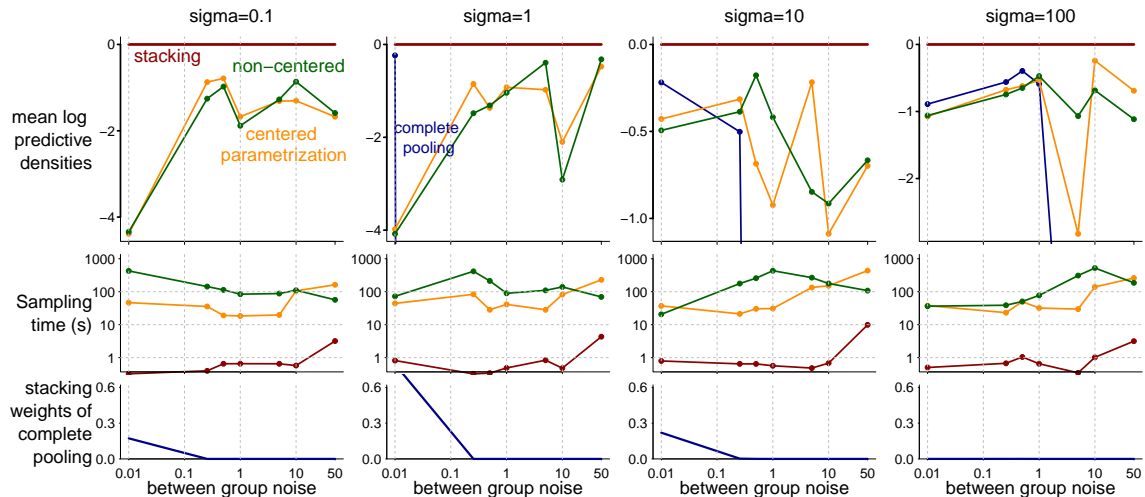 sigma=0.1
sigma=1
sigma=10
sigma=100
mean log
predictive
densities
0
−2
−4
stacking
non−centered
centered
parametrization
0
−2
−4
complete
pooling
0.0
−0.5
−1.0
0
−1
−2
Sampling
time (s)
1000
100
10
1
1000
100
10
1
1000
100
10
1
1000
100
10
1
stacking
weights of
complete
pooling
0.6
0.3
0.0
0.6
0.3
0.0
0.6
0.3
0.0
0.6
0.3
0.0
0.01 0.1 1 10 50
0.01 0.1 1 10 50
0.01 0.1 1 10 50
0.01 0.1 1 10 50
between group noise
between group noise
between group noise
between group noise